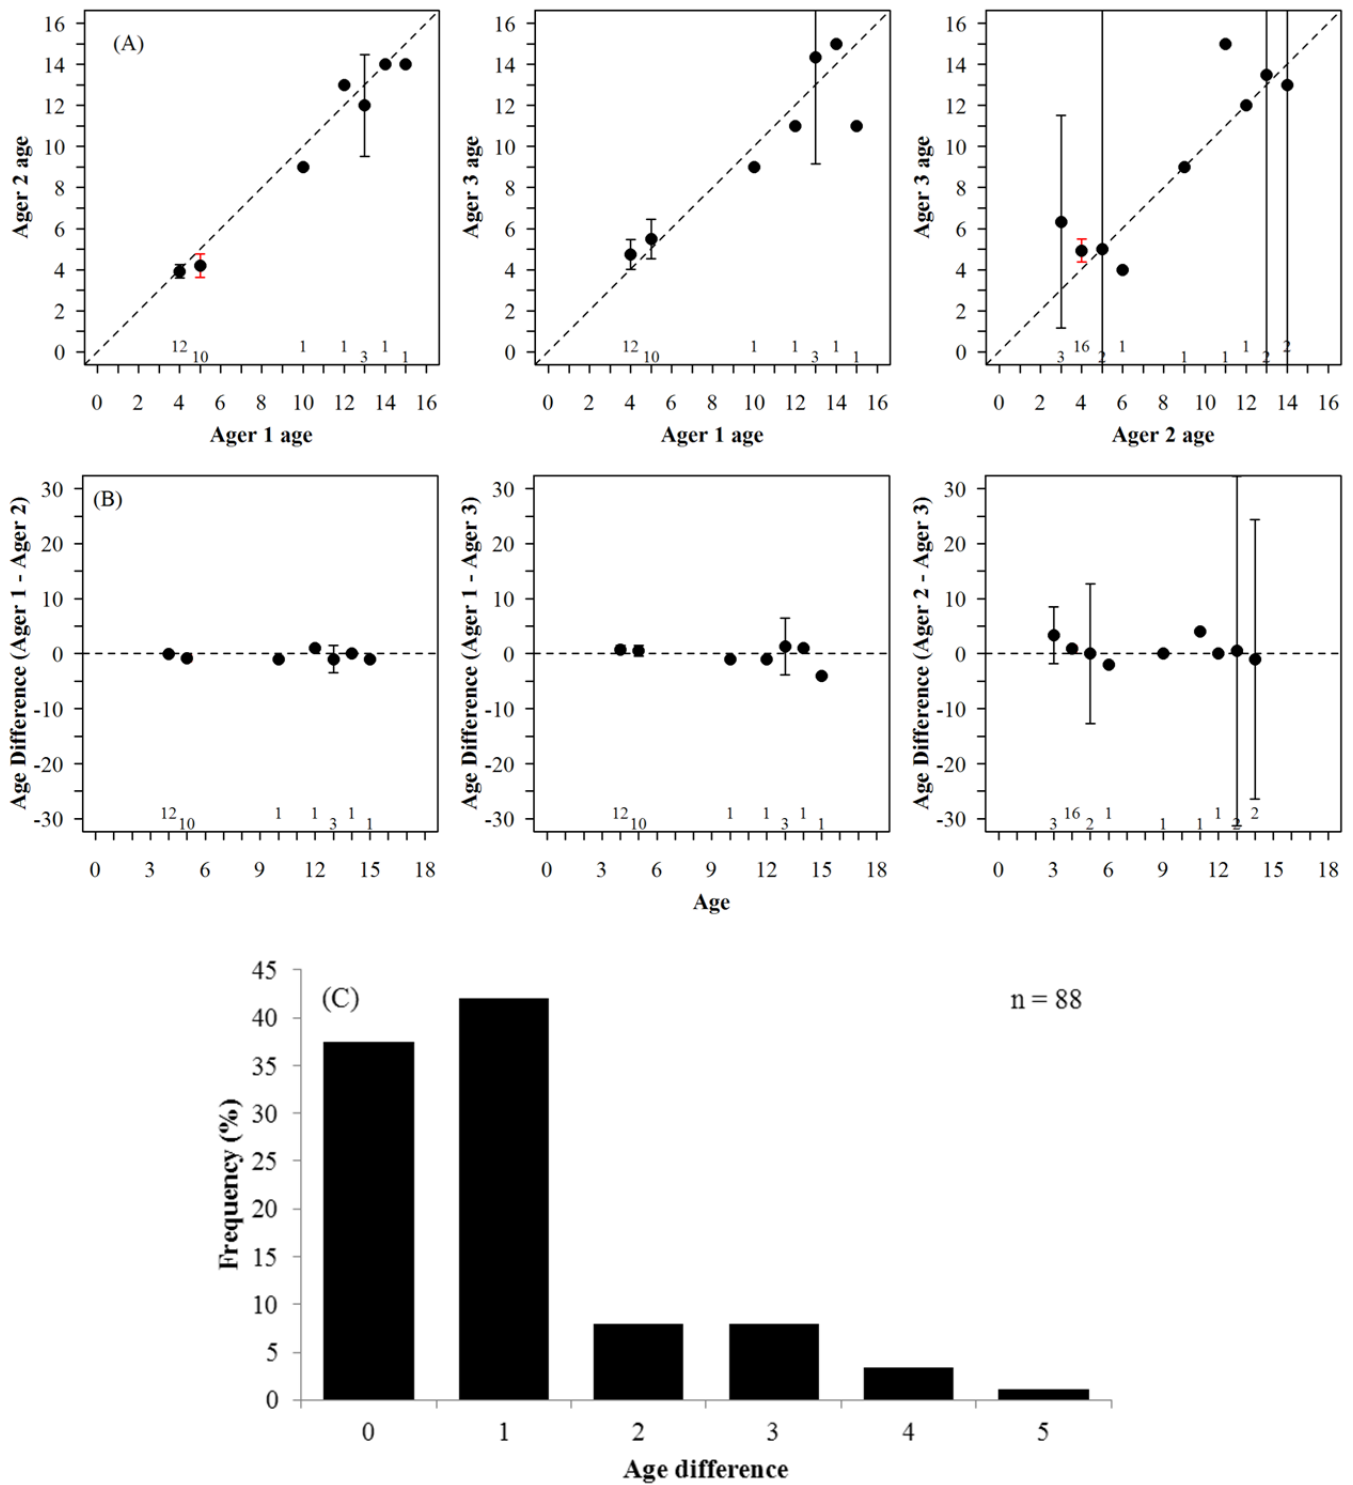 (A)
16
14
12
10
8
6
4
2
0
Ager 2 age
12 10 1 1 3 1 1
0 2 4 6 8 10 12 14 16
Ager 1 age
16
14
12
10
8
6
4
2
0
Ager 3 age
12 10 1 1 3 1 1
0 2 4 6 8 10 12 14 16
Ager 1 age
16
14
12
10
8
6
4
2
0
Ager 3 age
3 16 2 1 1 1 1 2 2
0 2 4 6 8 10 12 14 16
Ager 2 age
(B)
30
20
10
0
-10
-20
-30
Age Difference (Ager 1 - Ager 2)
12 10 1 1 3 1 1
0 3 6 9 12 15 18
30
20
10
0
-10
-20
-30
Age Difference (Ager 1 - Ager 3)
12 10 1 1 3 1 1
0 3 6 9 12 15 18
Age
30
20
10
0
-10
-20
-30
Age Difference (Ager 2 - Ager 3)
3 16 2 1 1 1 1 2 2
0 3 6 9 12 15 18
(C)
n = 88
45
40
35
30
25
20
15
10
5
0
Frequency (%)
0 1 2 3 4 5
Age difference